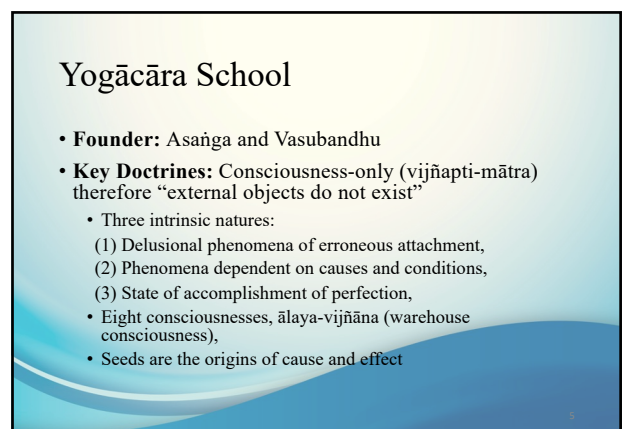 Yogācāra School
• Founder: Asaṅga and Vasubandhu
• Key Doctrines: Consciousness-only (vijñapti-mātra)
therefore “external objects do not exist”
• Three intrinsic natures:
(1) Delusional phenomena of erroneous attachment,
(2) Phenomena dependent on causes and conditions,
(3) State of accomplishment of perfection,
• Eight consciousnesses, ālaya-vijñāna (warehouse
consciousness),
• Seeds are the origins of cause and effect
5